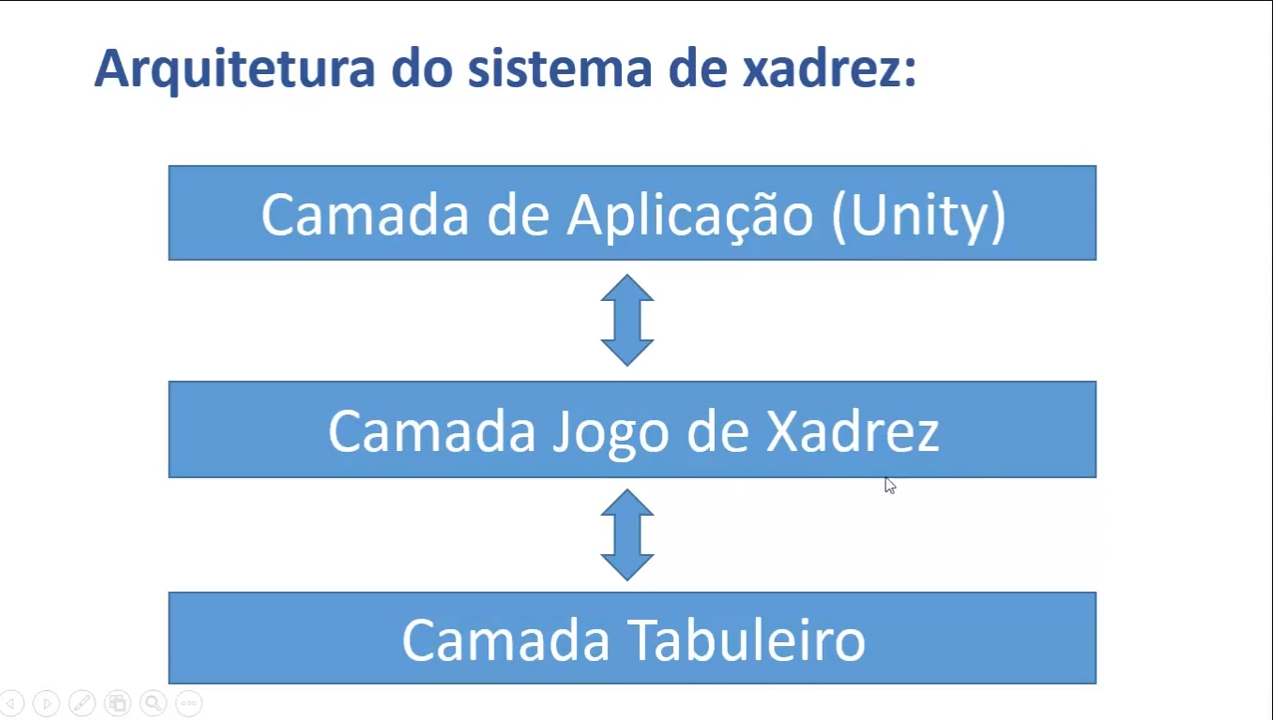 Arquitetura do sistema de xadrez:
Camada de Aplicação (Unity)
Camada Jogo de Xadrez
Camada Tabuleiro